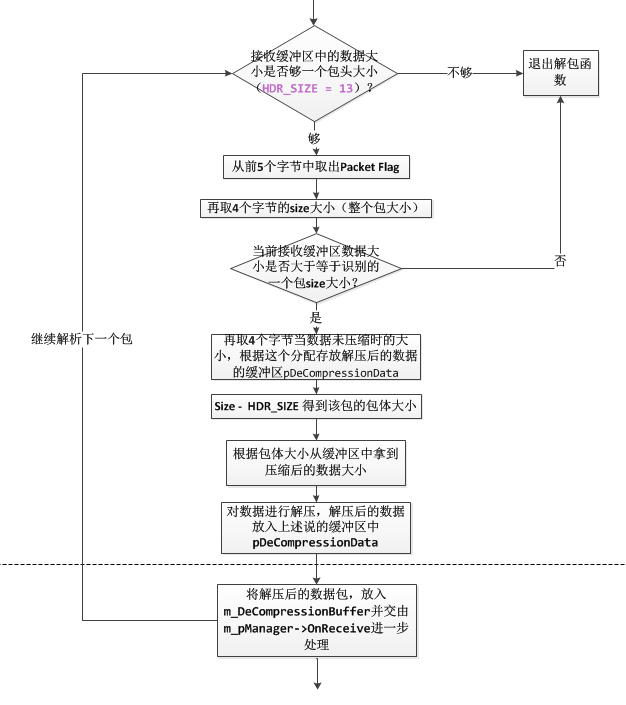 接收缓冲区中的数据大
小是否够一个包头大小
（HDR_SIZE = 13）？
不够
退出解包函
数
够
从前5个字节中取出Packet Flag
再取4个字节的size大小（整个包大小）
当前接收缓冲区数据大
小是否大于等于识别的
一个包size大小？
否
是
继续解析下一个包
再取4个字节当数据未压缩时的大
小，根据这个分配存放解压后的数据
的缓冲区pDeCompressionData
Size - HDR_SIZE 得到该包的包体大小
根据包体大小从缓冲区中拿到
压缩后的数据大小
对数据进行解压，解压后的数据
放入上述说的缓冲区中
pDeCompressionData
将解压后的数据包，放入
m_DeCompressionBuffer并交由
m_pManager->OnReceive进一步
处理